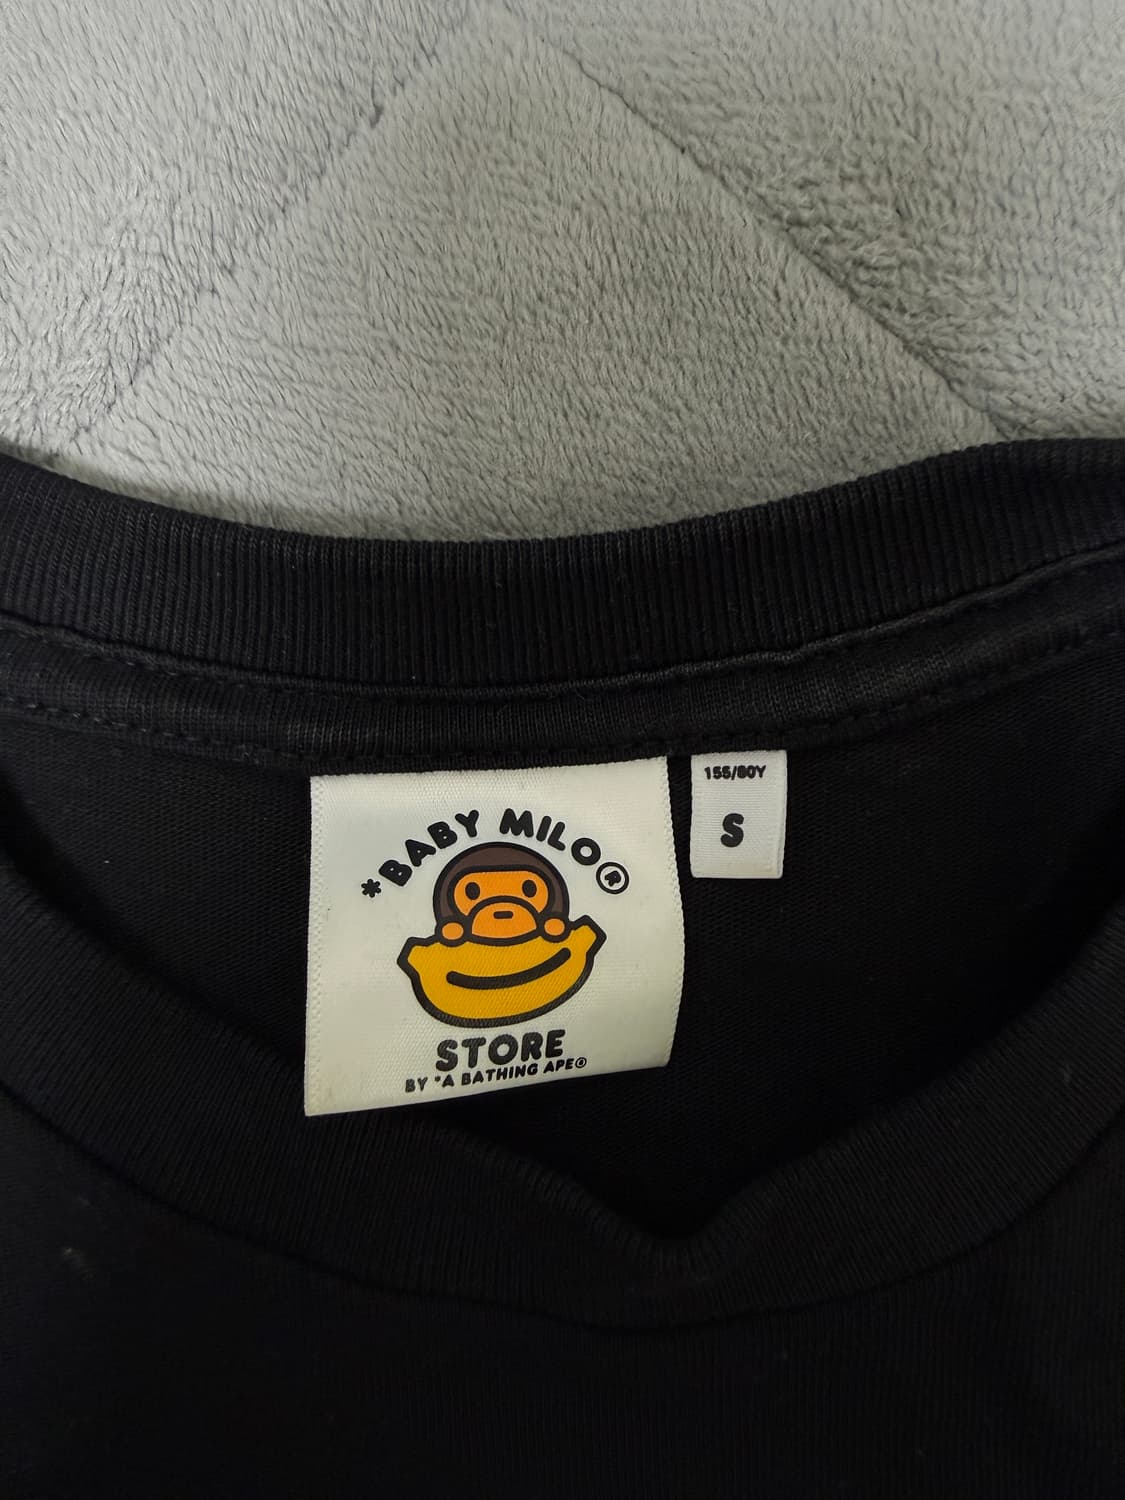 *BABY MILO®
STORE
BY *A BATHING APE®
155/80Y
S